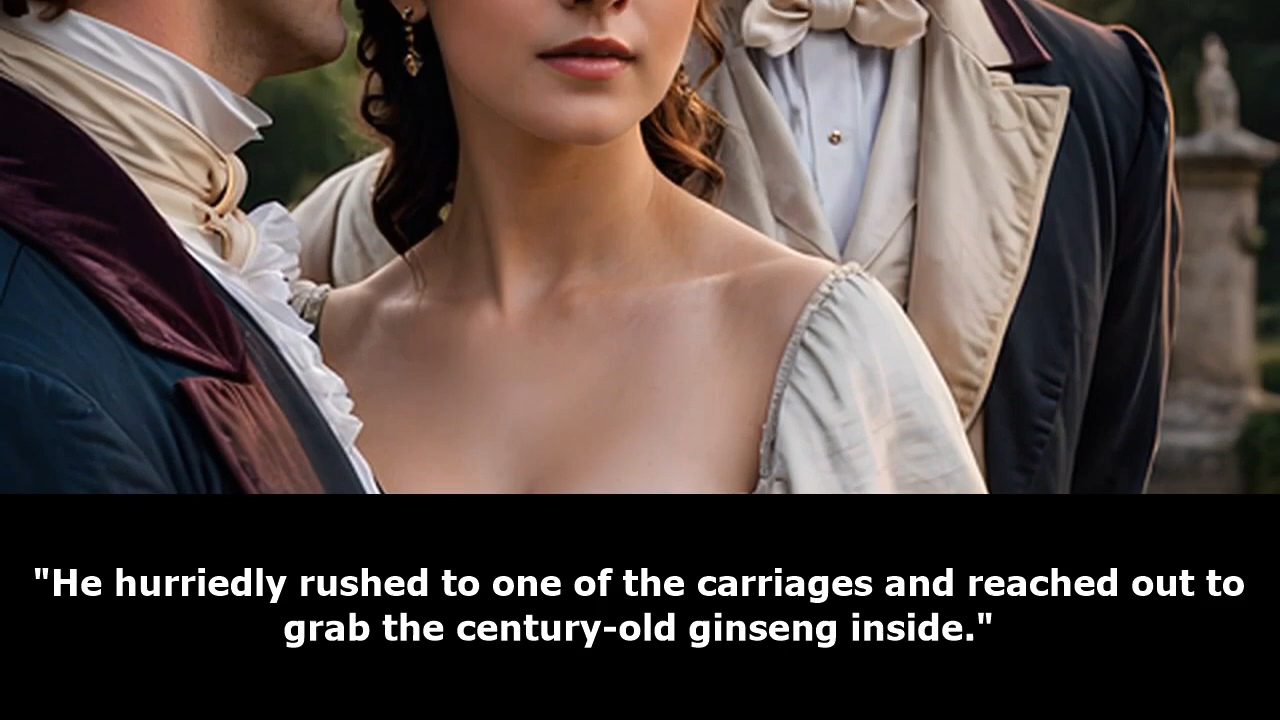 "He hurriedly rushed to one of the carriages and reached out to
grab the century-old ginseng inside."